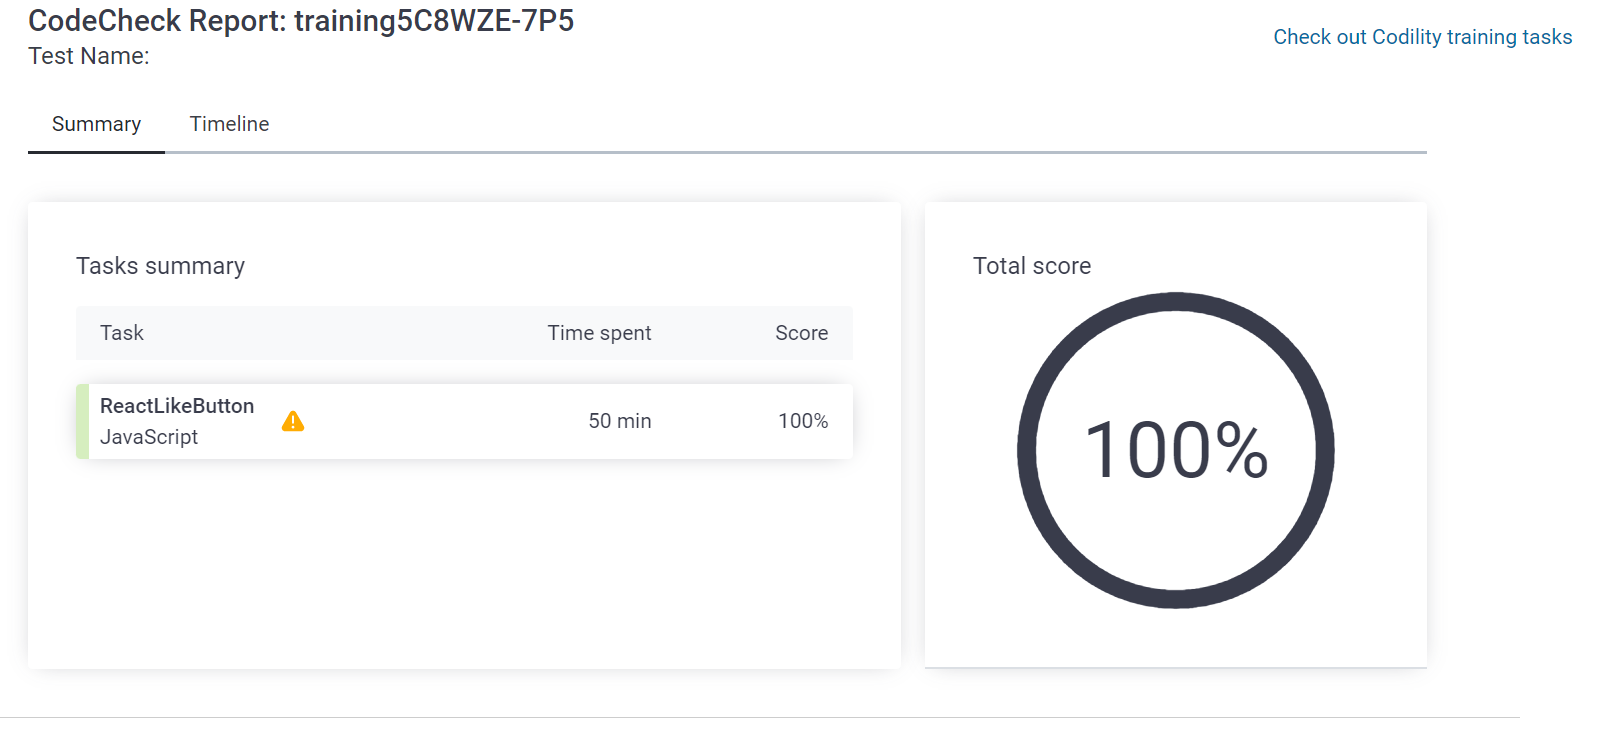 CodeCheck Report: training5C8WZE-7P5
Check out Codility training tasks
Test Name:
Summary Timeline
Tasks summary
Task Time spent Score
ReactLikeButton
JavaScript
50 min 100%
Total score
100%